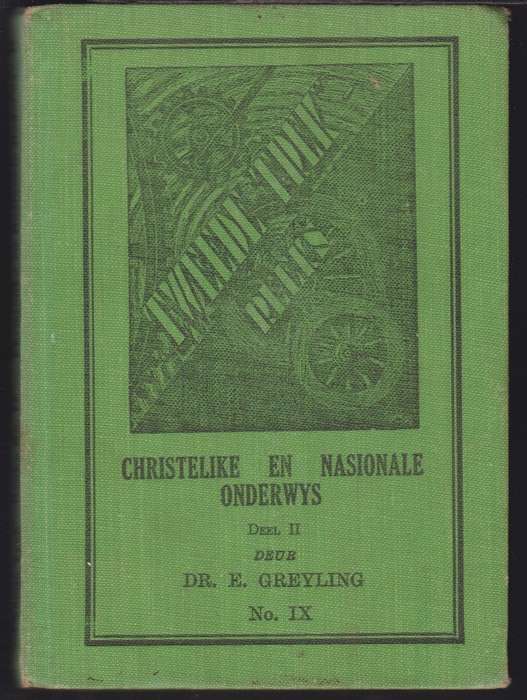 TWEEDE TREK
REEKS
CHRISTELIKE EN NASIONALE
ONDERWYS
DEEL II
DEUR
DR. E. GREYLING
No. IX